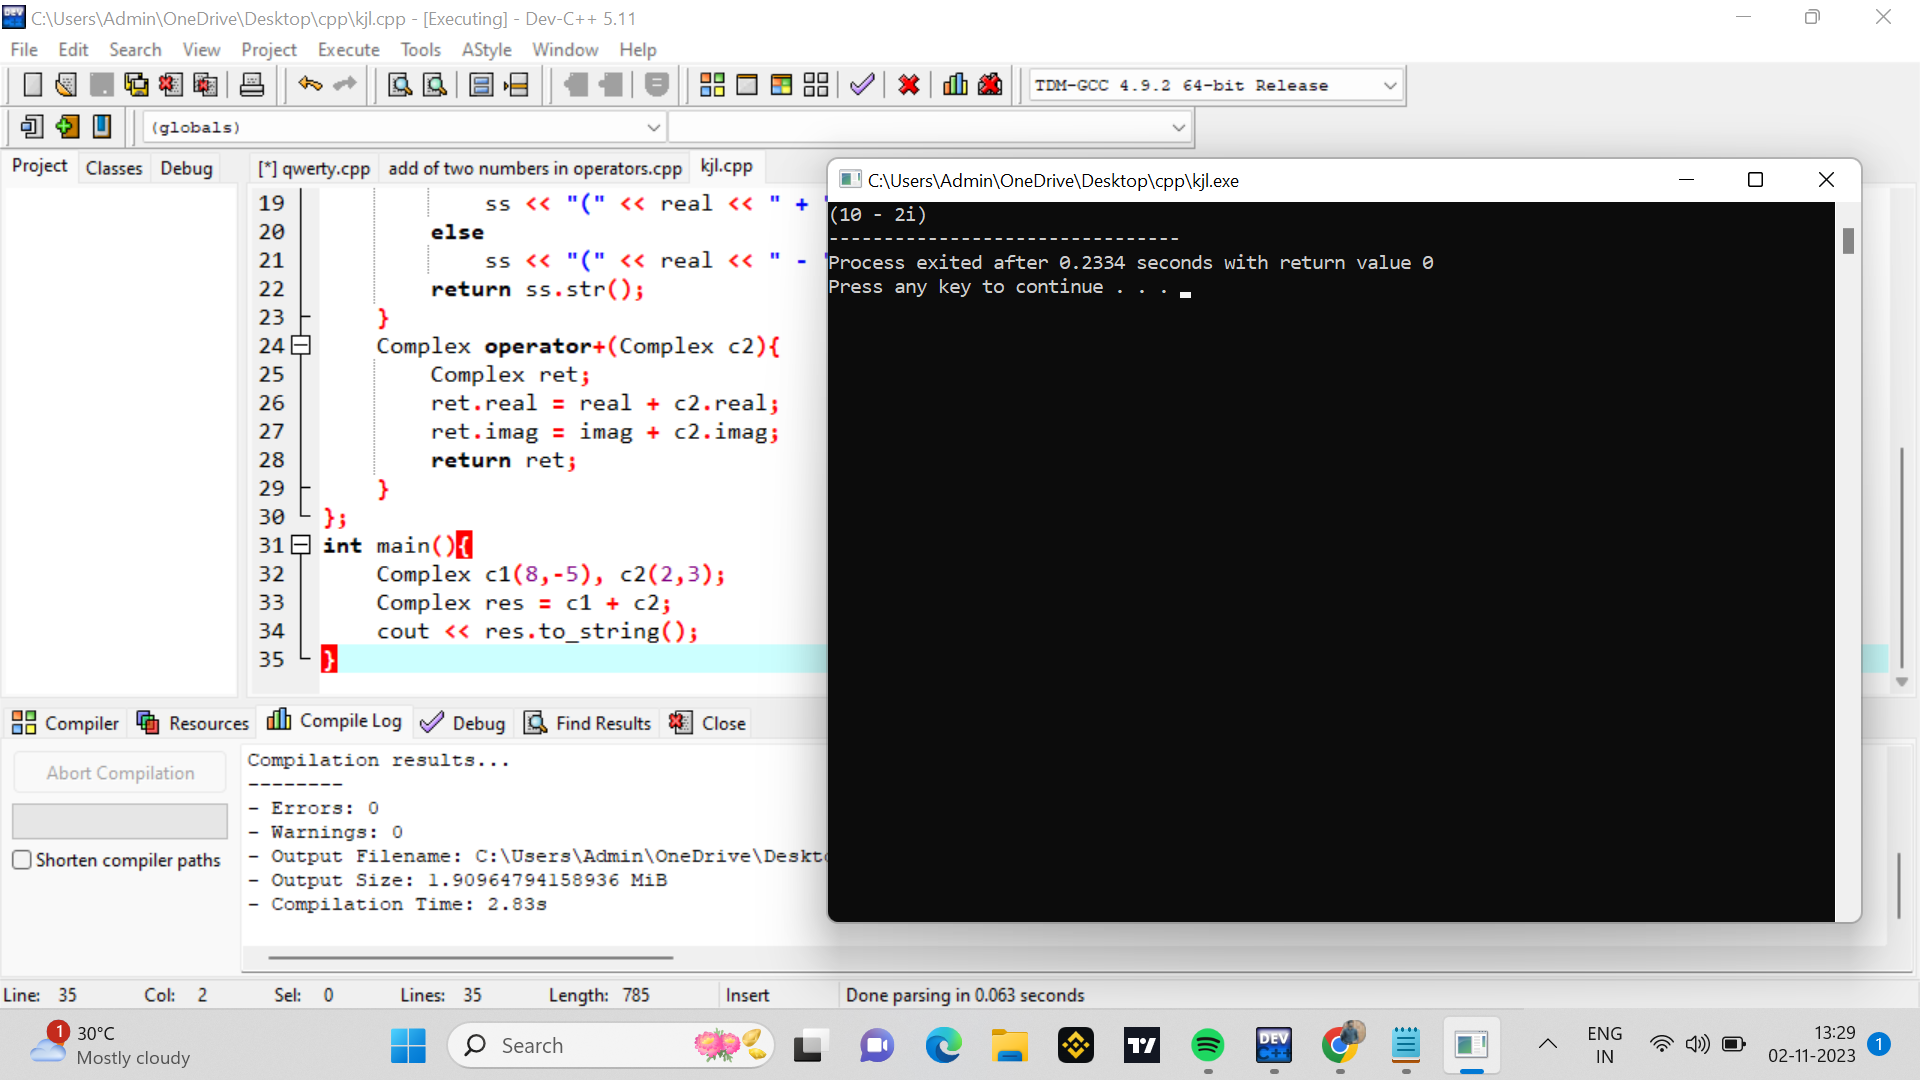 C:\Users\Admin\OneDrive\Desktop\cpp\kjl.cpp - [Executing] - Dev-C++ 5.11
File Edit Search View Project Execute Tools AStyle Window Help
TDM-GCC 4.9.2 64-bit Release
(globals)
Project Classes Debug
[*] qwerty.cpp add of two numbers in operators.cpp kjl.cpp
19 ss << "(" << real << " + "
20 else
21 ss << "(" << real << " - "
22 return ss.str();
23 }
24 Complex operator+(Complex c2){
25 Complex ret;
26 ret.real = real + c2.real;
27 ret.imag = imag + c2.imag;
28 return ret;
29 }
30 };
31 int main(){
32 Complex c1(8,-5), c2(2,3);
33 Complex res = c1 + c2;
34 cout << res.to_string();
35 }
C:\Users\Admin\OneDrive\Desktop\cpp\kjl.exe
(10 - 2i)
--------------------------------
Process exited after 0.2334 seconds with return value 0
Press any key to continue . . .
Compiler Resources Compile Log Debug Find Results Close
Abort Compilation
Shorten compiler paths
Compilation results...
--------
- Errors: 0
- Warnings: 0
- Output Filename: C:\Users\Admin\OneDrive\Deskto
- Output Size: 1.90964794158936 MiB
- Compilation Time: 2.83s
Line: 35 Col: 2 Sel: 0 Lines: 35 Length: 785 Insert Done parsing in 0.063 seconds
1
30°C
Mostly cloudy
Search
DEV
C++
ENG
IN
13:29
02-11-2023
1